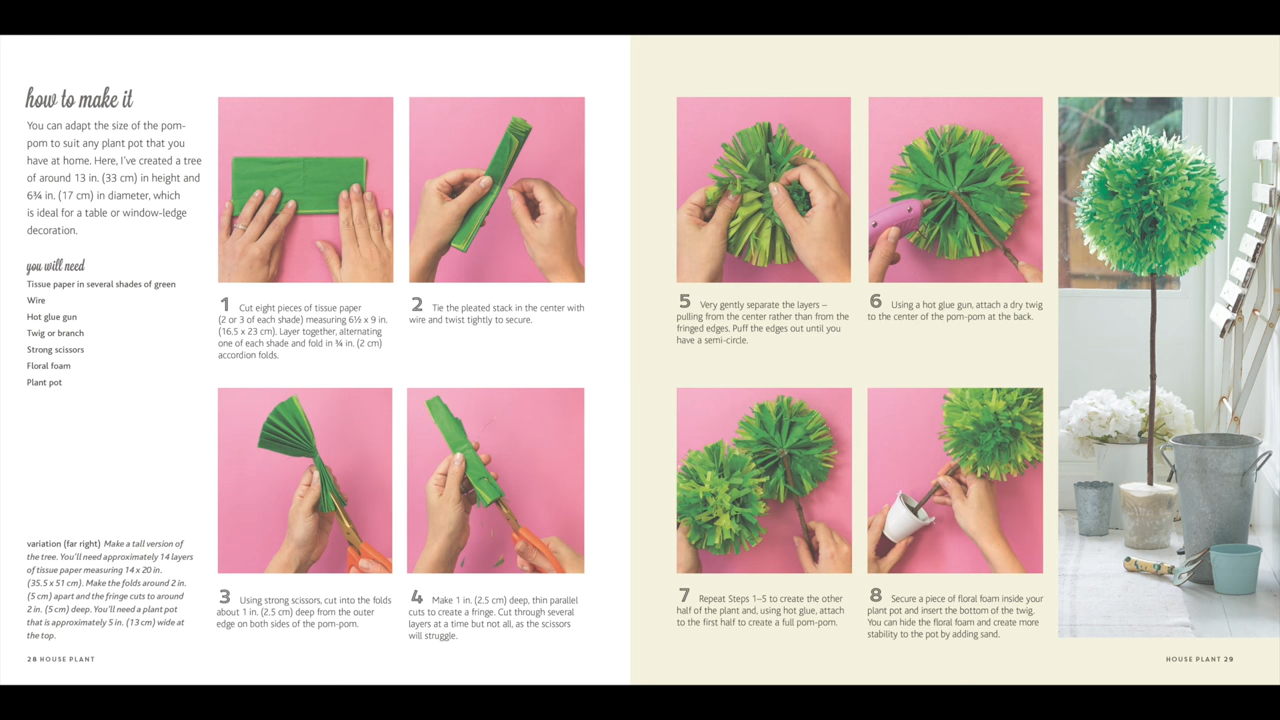 how to make it
You can adapt the size of the pom-
pom to suit any plant pot that you
have at home. Here, I've created a tree
of around 13 in. (33 cm) in height and
6¾ in. (17 cm) in diameter, which
is ideal for a table or window-ledge
decoration.
you will need
Tissue paper in several shades of green
Wire
Hot glue gun
Twig or branch
Strong scissors
Floral foam
Plant pot
variation (far right) Make a tall version of
the tree. You'll need approximately 14 layers
of tissue paper measuring 14 x 20 in.
(35.5 x 51 cm). Make the folds around 2 in.
(5 cm) apart and the fringe cuts to around
2 in. (5 cm) deep. You'll need a plant pot
that is approximately 5 in. (13 cm) wide at
the top.
1 Cut eight pieces of tissue paper
(2 or 3 of each shade) measuring 6½ x 9 in.
(16.5 x 23 cm). Layer together, alternating
one of each shade and fold in ¾ in. (2 cm)
accordion folds.
2 Tie the pleated stack in the center with
wire and twist tightly to secure.
3 Using strong scissors, cut into the folds
about 1 in. (2.5 cm) deep from the outer
edge on both sides of the pom-pom.
4 Make 1 in. (2.5 cm) deep, thin parallel
cuts to create a fringe. Cut through several
layers at a time but not all, as the scissors
will struggle.
28 HOUSE PLANT
5 Very gently separate the layers –
pulling from the center rather than from the
fringed edges. Puff the edges out until you
have a semi-circle.
6 Using a hot glue gun, attach a dry twig
to the center of the pom-pom at the back.
7 Repeat Steps 1–5 to create the other
half of the plant and, using hot glue, attach
to the first half to create a full pom-pom.
8 Secure a piece of floral foam inside your
plant pot and insert the bottom of the twig.
You can hide the floral foam and create more
stability to the pot by adding sand.
HOUSE PLANT 29